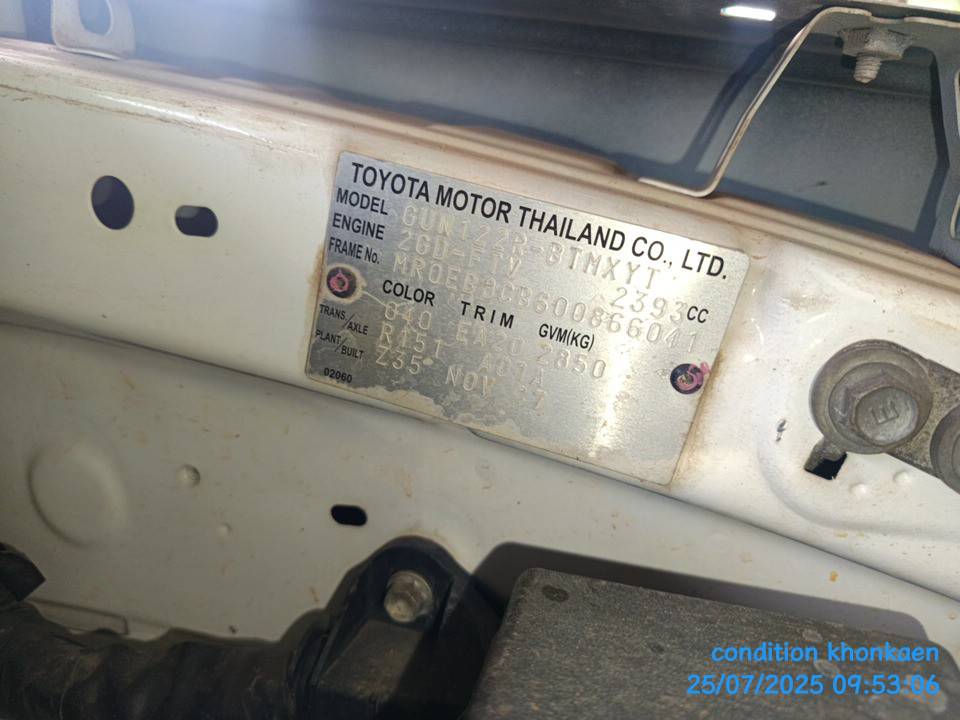 TOYOTA MOTOR THAILAND CO., LTD.
MODEL GUN122R-BTMXYT
ENGINE 2GD-FTV 2393 CC
FRAME No. MR0EB8CB600866041
COLOR TRIM GVM(KG)
040 EA20 2850
TRANS./AXLE R151 A01A
PLANT/BUILT Z35 NOV 7
02060
E
condition khonkaen
25/07/2025 09:53:06